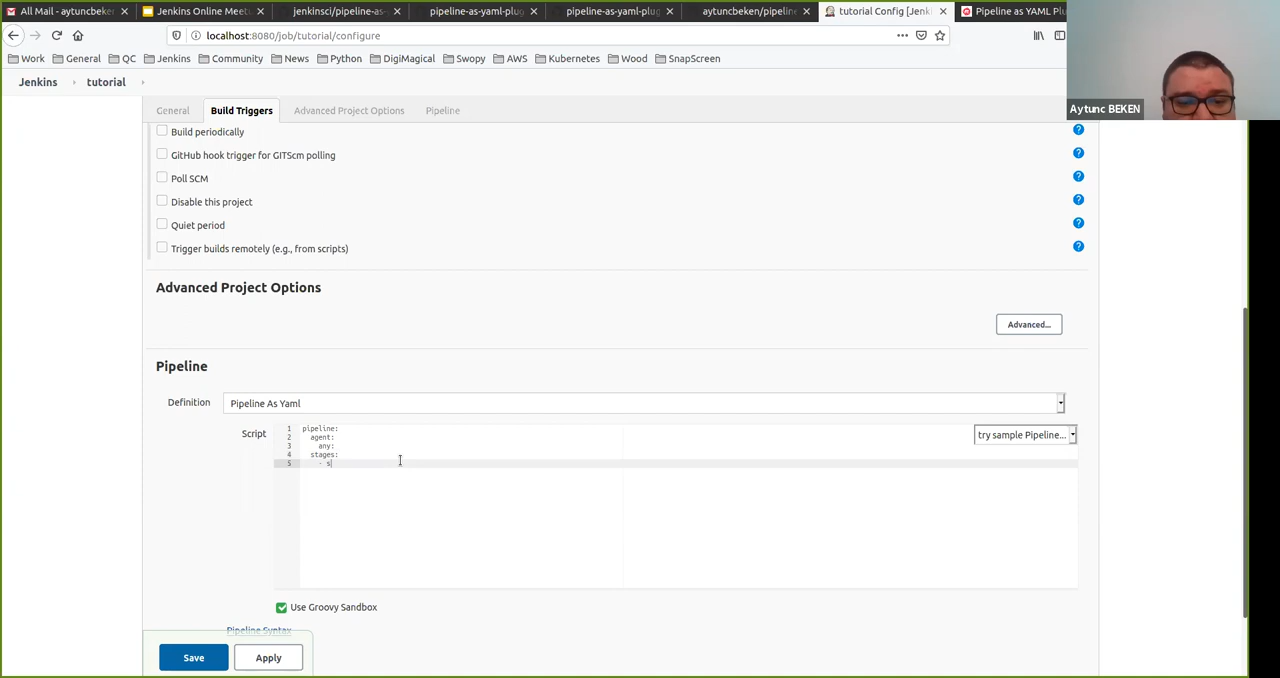 All Mail - aytuncbeke
Jenkins Online Meetu
jenkinsci/pipeline-as-
pipeline-as-yaml-plug
pipeline-as-yaml-plug
aytuncbeken/pipeline
tutorial Config [Jenki
Pipeline as YAML Plu
localhost:8080/job/tutorial/configure
Work
General
QC
Jenkins
Community
News
Python
DigiMagical
Swopy
AWS
Kubernetes
Wood
SnapScreen
Aytunc BEKEN
Jenkins
tutorial
General
Build Triggers
Advanced Project Options
Pipeline
Build periodically
GitHub hook trigger for GITScm polling
Poll SCM
Disable this project
Quiet period
Trigger builds remotely (e.g., from scripts)
Advanced Project Options
Advanced...
Pipeline
Definition
Pipeline As Yaml
Script
try sample Pipeline...
1 pipeline:
2 agent:
3 any:
4 stages:
5 - s
Use Groovy Sandbox
Pipeline Syntax
Save
Apply